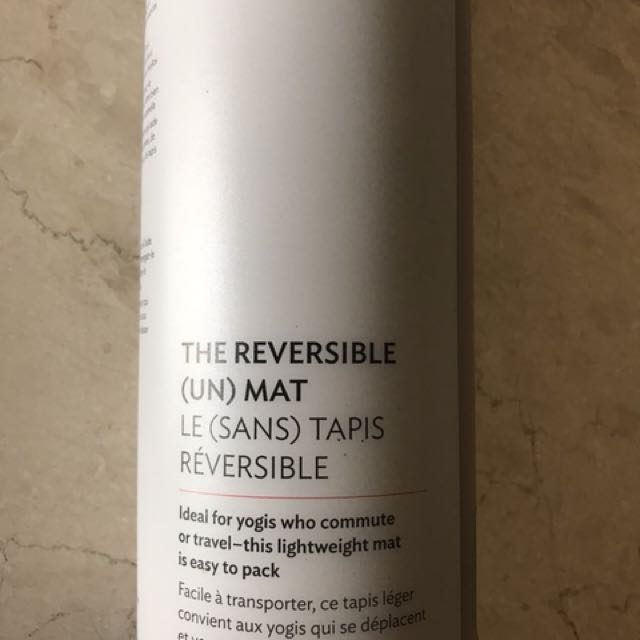 THE REVERSIBLE
(UN) MAT
LE (SANS) TAPIS
RÉVERSIBLE
Ideal for yogis who commute
or travel–this lightweight mat
is easy to pack
Facile à transporter, ce tapis léger
convient aux yogis qui se déplacent
et